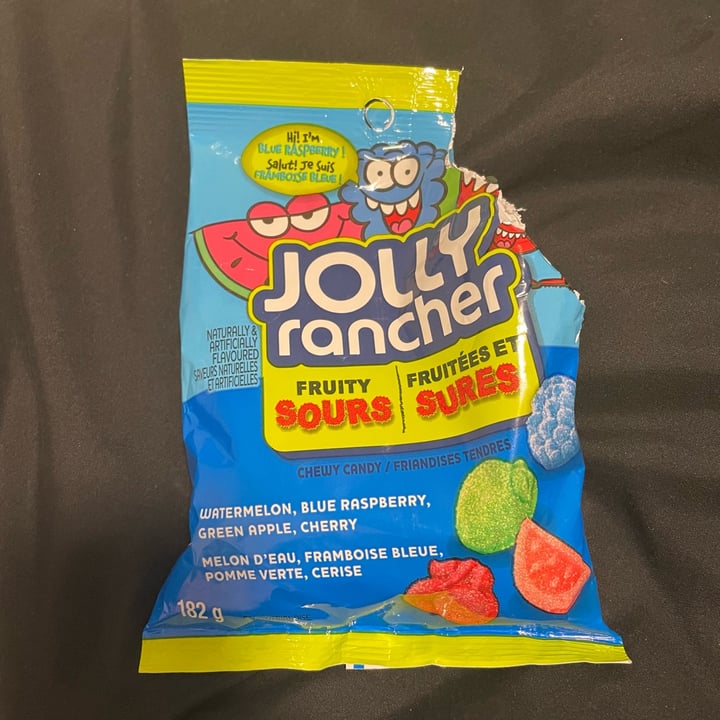 Hi! I'm
BLUE RASPBERRY!
Salut! Je Suis
FRAMBOISE BLEUE!
JOLLY
rancher
NATURALLY &
ARTIFICIALLY
FLAVOURED
SAVEURS NATURELLES
ET ARTIFICIELLES
FRUITY
SOURS
FRUITÉES ET
SURES
CHEWY CANDY / FRIANDISES TENDRES
WATERMELON, BLUE RASPBERRY,
GREEN APPLE, CHERRY
MELON D'EAU, FRAMBOISE BLEUE,
POMME VERTE, CERISE
182 g